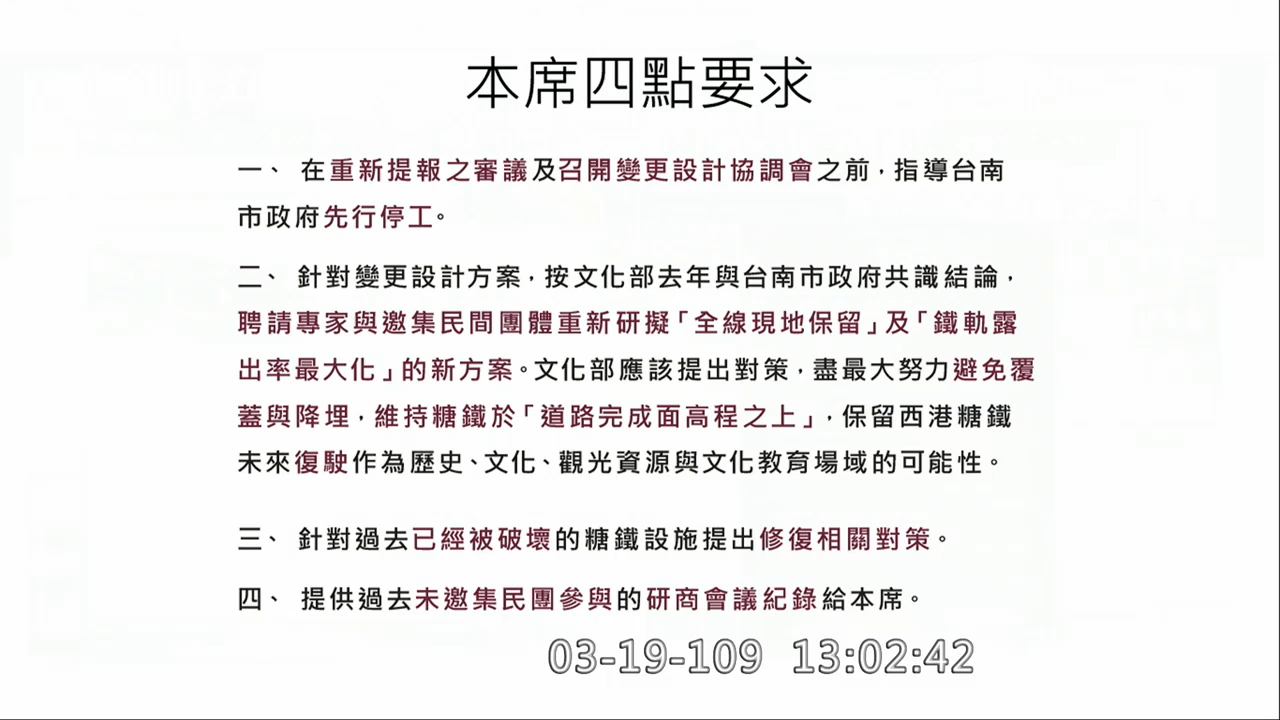 本席四點要求
一、 在重新提報之審議及召開變更設計協調會之前，指導台南
市政府先行停工。
二、 針對變更設計方案，按文化部去年與台南市政府共識結論，
聘請專家與邀集民間團體重新研擬「全線現地保留」及「鐵軌露
出率最大化」的新方案。文化部應該提出對策，盡最大努力避免覆
蓋與降埋，維持糖鐵於「道路完成面高程之上」，保留西港糖鐵
未來復駛作為歷史、文化、觀光資源與文化教育場域的可能性。
三、 針對過去已經被破壞的糖鐵設施提出修復相關對策。
四、 提供過去未邀集民團參與的研商會議紀錄給本席。
03-19-109 13:02:42